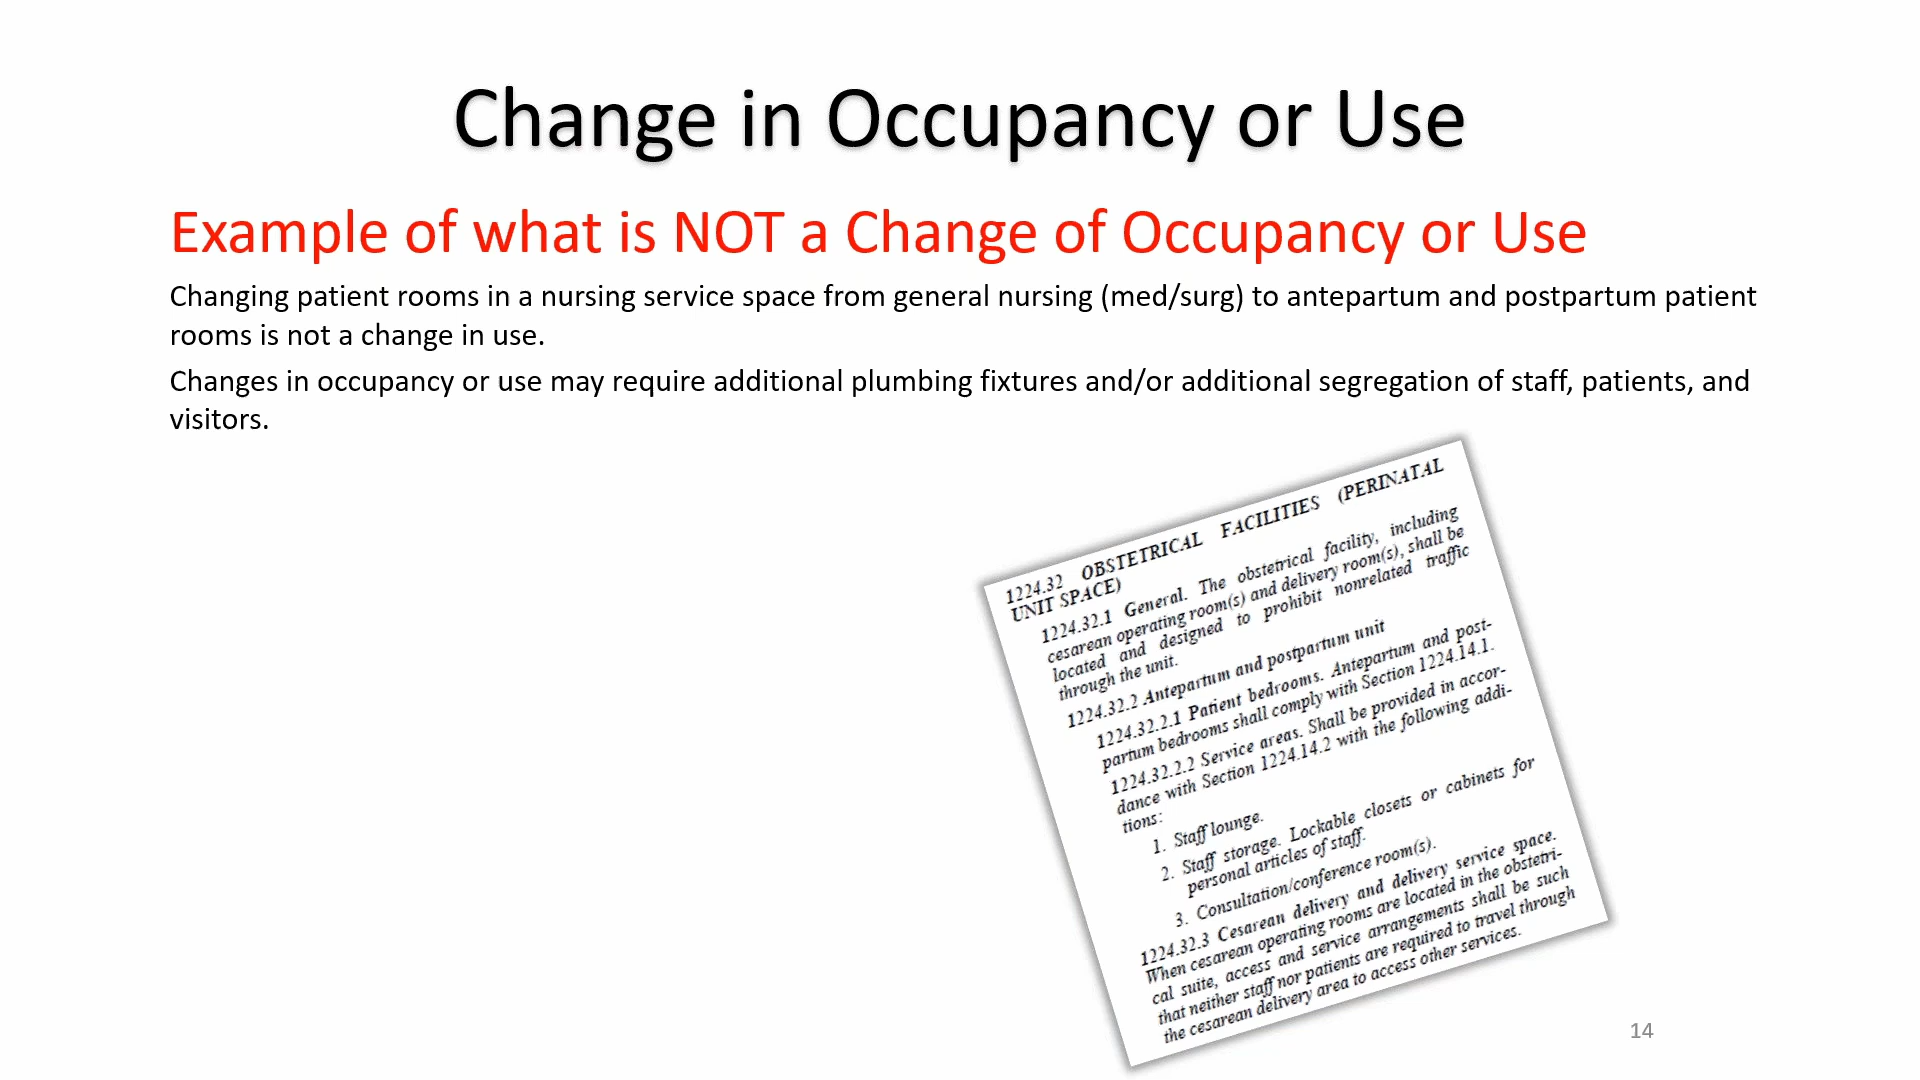 Change in Occupancy or Use
Example of what is NOT a Change of Occupancy or Use
Changing patient rooms in a nursing service space from general nursing (med/surg) to antepartum and postpartum patient
rooms is not a change in use.
Changes in occupancy or use may require additional plumbing fixtures and/or additional segregation of staff, patients, and
visitors.
1224.32 OBSTETRICAL FACILITIES (PERINATAL
UNIT SPACE)
1224.32.1 General. The obstetrical facility, including
cesarean operating room(s) and delivery room(s), shall be
located and designed to prohibit nonrelated traffic
through the unit.
1224.32.2 Antepartum and postpartum unit
1224.32.2.1 Patient bedrooms. Antepartum and post-
partum bedrooms shall comply with Section 1224.14.1.
1224.32.2.2 Service areas. Shall be provided in accor-
dance with Section 1224.14.2 with the following addi-
tions:
1. Staff lounge.
2. Staff storage. Lockable closets or cabinets for
personal articles of staff.
3. Consultation/conference room(s).
1224.32.3 Cesarean delivery and delivery service space.
When cesarean operating rooms are located in the obstetri-
cal suite, access and service arrangements shall be such
that neither staff nor patients are required to travel through
the cesarean delivery area to access other services.
14